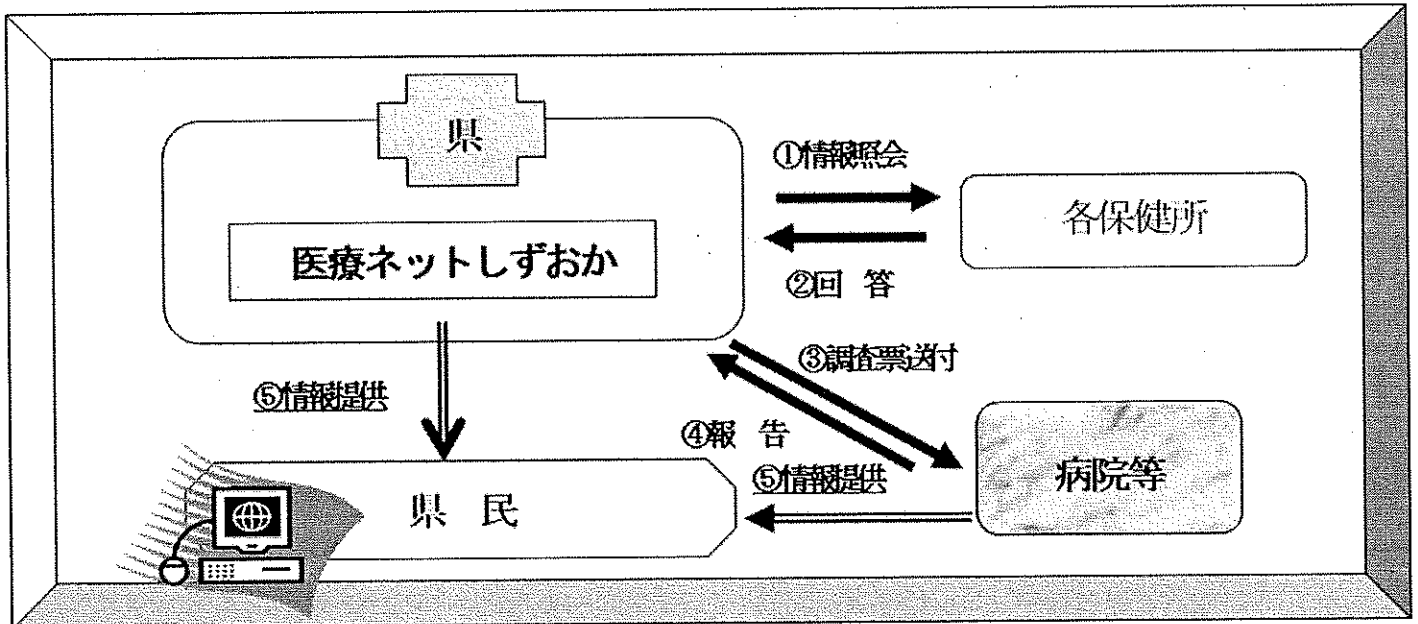 県
①情報照会
各保健所
医療ネットしずおか
②回 答
③調査票送付
⑤情報提供
④報 告
⑤情報提供
病院等
県 民